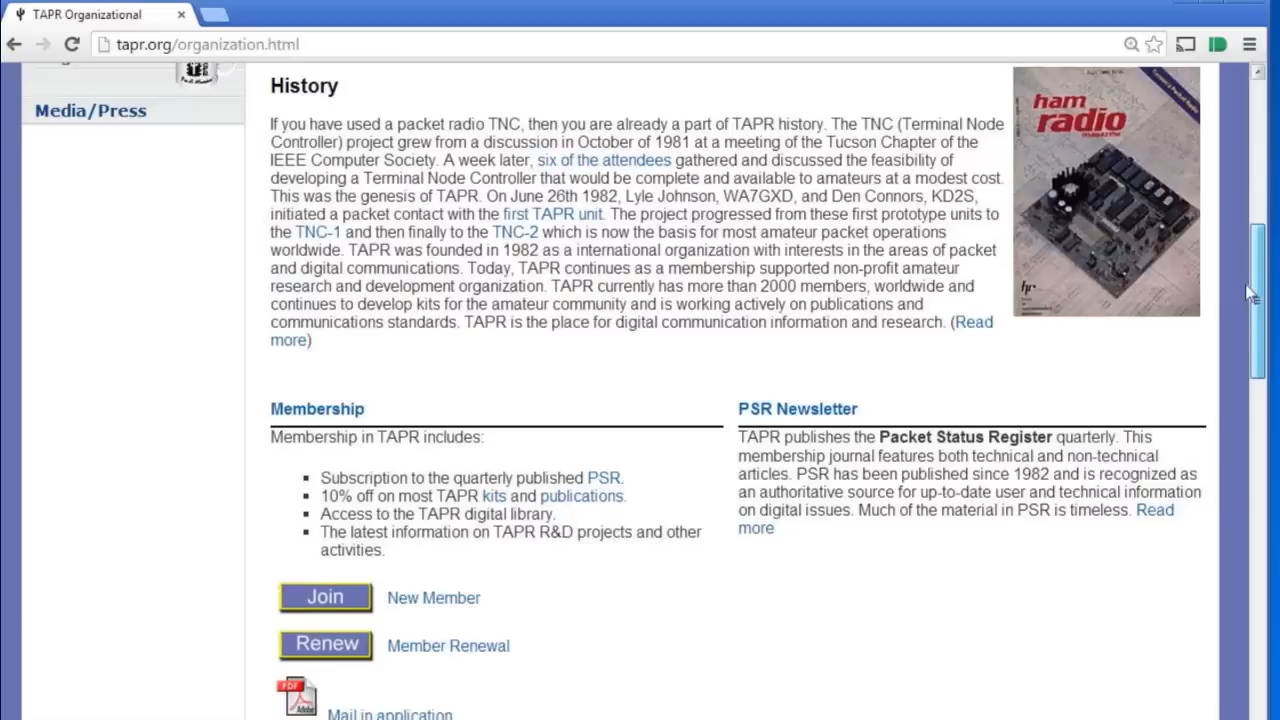 TAPR Organizational
tapr.org/organization.html
Media/Press
History
If you have used a packet radio TNC, then you are already a part of TAPR history. The TNC (Terminal Node
Controller) project grew from a discussion in October of 1981 at a meeting of the Tucson Chapter of the
IEEE Computer Society. A week later, six of the attendees gathered and discussed the feasibility of
developing a Terminal Node Controller that would be complete and available to amateurs at a modest cost.
This was the genesis of TAPR. On June 26th 1982, Lyle Johnson, WA7GXD, and Den Connors, KD2S,
initiated a packet contact with the first TAPR unit. The project progressed from these first prototype units to
the TNC-1 and then finally to the TNC-2 which is now the basis for most amateur packet operations
worldwide. TAPR was founded in 1982 as a international organization with interests in the areas of packet
and digital communications. Today, TAPR continues as a membership supported non-profit amateur
research and development organization. TAPR currently has more than 2000 members, worldwide and
continues to develop kits for the amateur community and is working actively on publications and
communications standards. TAPR is the place for digital communication information and research. (Read
more)
ham
radio
magazine
hr
Membership
Membership in TAPR includes:
Subscription to the quarterly published PSR.
10% off on most TAPR kits and publications.
Access to the TAPR digital library.
The latest information on TAPR R&D projects and other
activities.
Join New Member
Renew Member Renewal
PDF
Adobe
Mail in application
PSR Newsletter
TAPR publishes the Packet Status Register quarterly. This
membership journal features both technical and non-technical
articles. PSR has been published since 1982 and is recognized as
an authoritative source for up-to-date user and technical information
on digital issues. Much of the material in PSR is timeless. Read
more